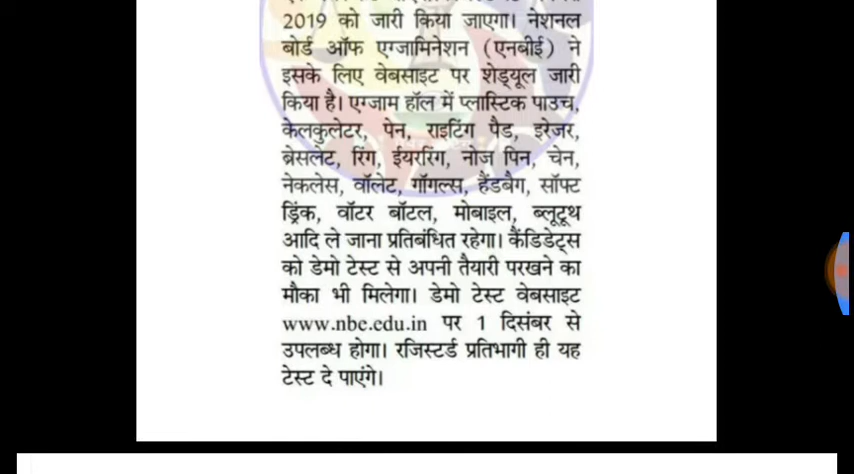 2019 को जारी किया जाएगा। नेशनल
बोर्ड ऑफ एग्जामिनेशन (एनबीई) ने
इसके लिए वेबसाइट पर शेड्यूल जारी
किया है। एग्जाम हॉल में प्लास्टिक पाउच,
केलकुलेटर, पेन, राइटिंग पैड, इरेजर,
ब्रेसलेट, रिंग, ईयररिंग, नोज पिन, चेन,
नेकलेस, वॉलेट, गॉगल्स, हैंडबैग, सॉफ्ट
ड्रिंक, वॉटर बॉटल, मोबाइल, ब्लूटूथ
आदि ले जाना प्रतिबंधित रहेगा। कैंडिडेट्स
को डेमो टेस्ट से अपनी तैयारी परखने का
मौका भी मिलेगा। डेमो टेस्ट वेबसाइट
www.nbe.edu.in पर 1 दिसंबर से
उपलब्ध होगा। रजिस्टर्ड प्रतिभागी ही यह
टेस्ट दे पाएंगे।